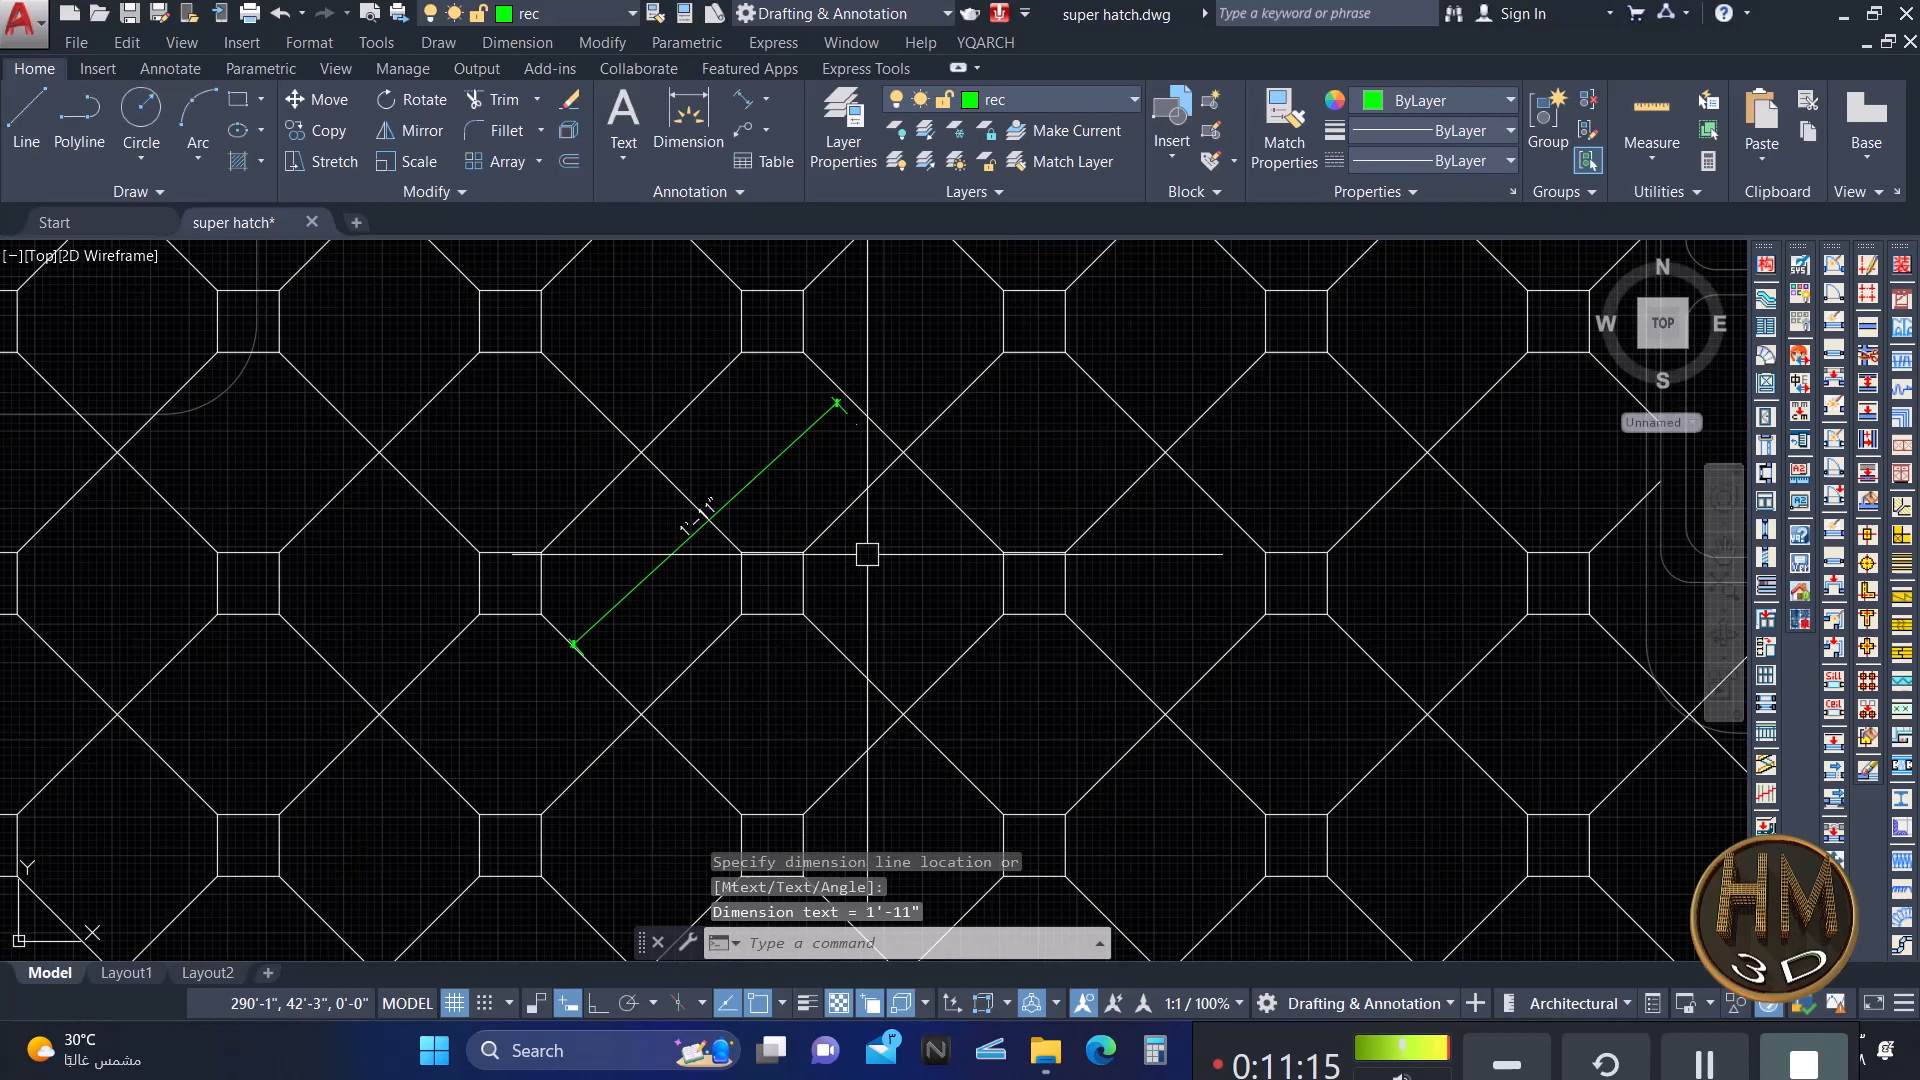 rec
Drafting & Annotation
super hatch.dwg
Type a keyword or phrase
Sign In
File Edit View Insert Format Tools Draw Dimension Modify Parametric Express Window Help YQARCH
Home Insert Annotate Parametric View Manage Output Add-ins Collaborate Featured Apps Express Tools
Line Polyline Circle Arc
Move Rotate Trim
Copy Mirror Fillet
Stretch Scale Array
Text Dimension Table
Layer Properties
rec
Make Current
Match Layer
Insert
Match Properties
ByLayer
ByLayer
ByLayer
Group
Measure
Paste
Base
Draw Modify Annotation Layers Block Properties Groups Utilities Clipboard View
Start
super hatch*
[−][Top][2D Wireframe]
N
W TOP E
S
Unnamed
1'-11"
Specify dimension line location or
[Mtext/Text/Angle]:
Dimension text = 1'-11"
Type a command
Y
X
HM
3D
Model Layout1 Layout2
290'-1", 42'-3", 0'-0" MODEL
1:1 / 100%
Drafting & Annotation
Architectural
30°C
مشمس غالبًا
Search
0:11:15